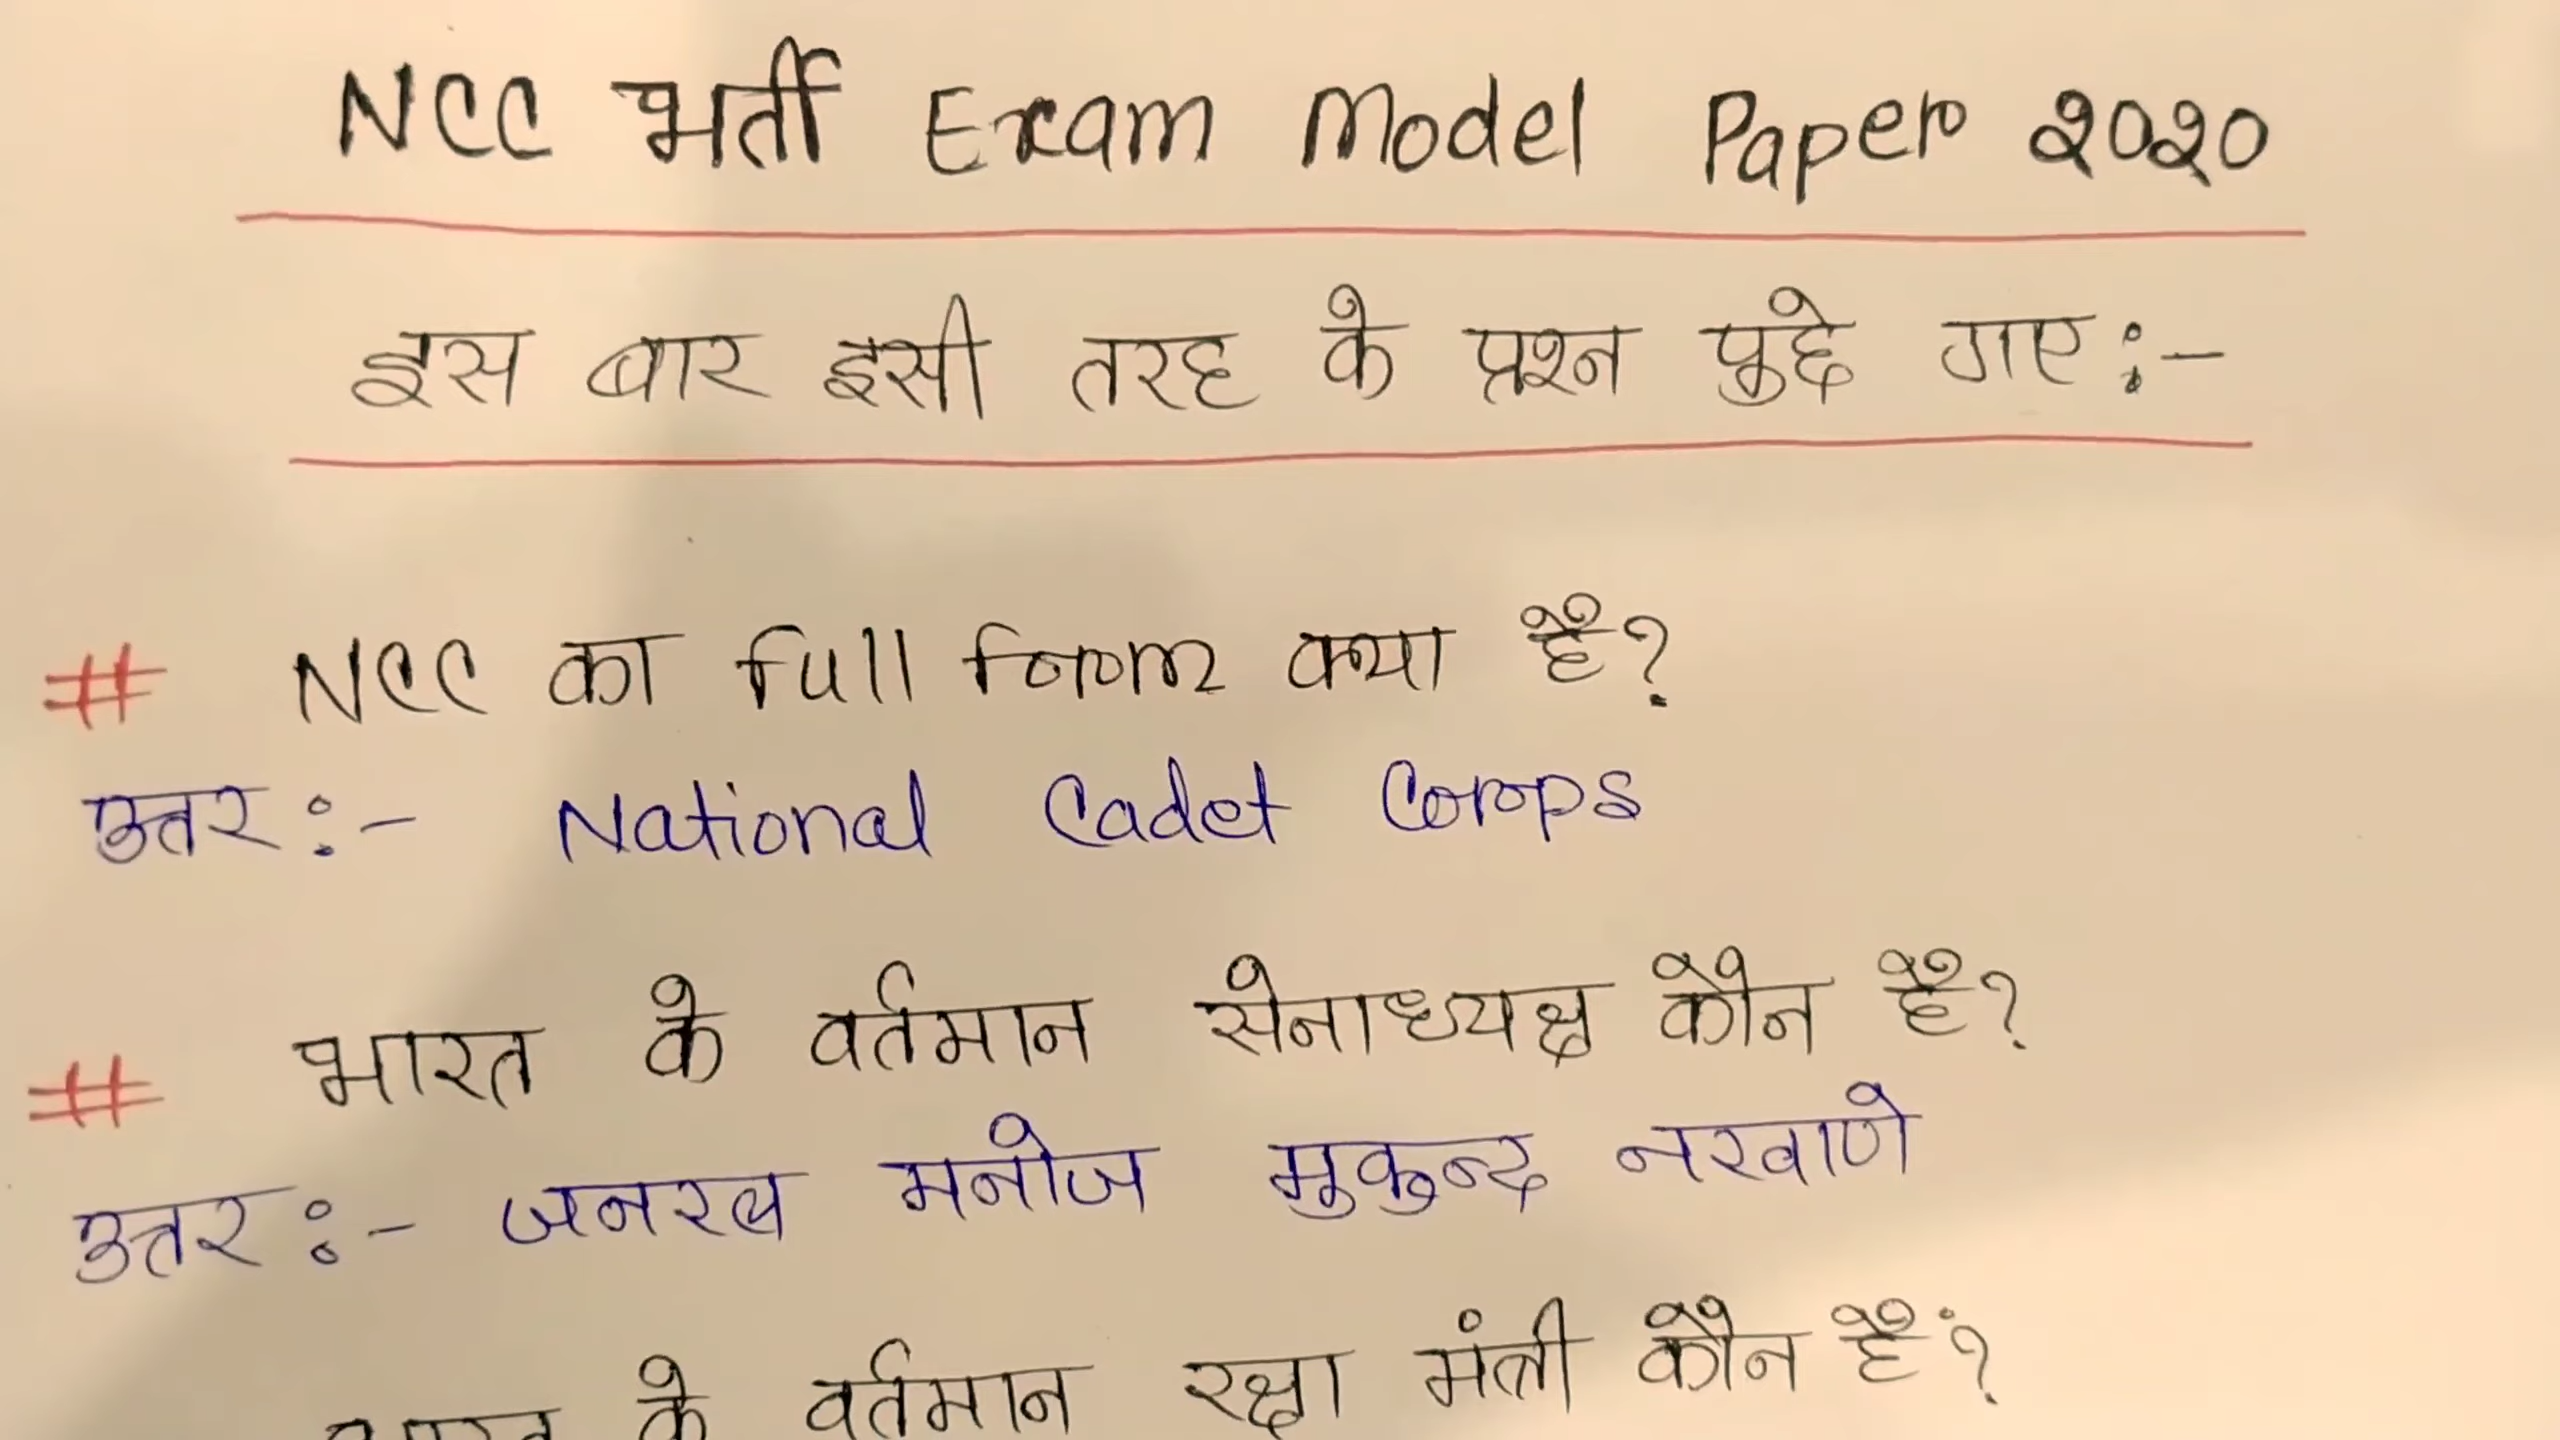 NCC भर्ती Exam Model Paper 2020
इस बार इसी तरह के प्रश्न पुछे गए :-
# NCC का full form क्या है?
उत्तर :- National Cadet Corps
# भारत के वर्तमान सेनाध्यक्ष कौन है?
उत्तर :- जनरल मनोज मुकुन्द नरवाणे
भारत के वर्तमान रक्षा मंत्री कौन हैं?